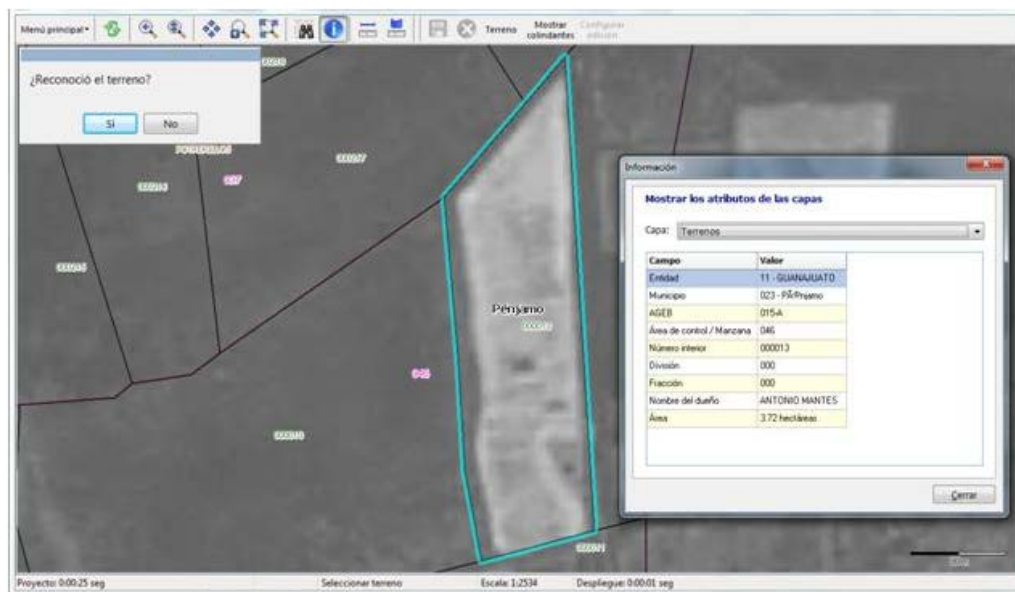 Menú principal
Terreno
Mostrar colindantes
Configurar edición
¿Reconoció el terreno?
Sí
No
037
046
Pénjamo
Información
Mostrar los atributos de las capas
Capa: Terrenos
Campo Valor
Entidad 11 - GUANAJUATO
Municipio 023 - PÃ©njamo
AGEB 015-A
Área de control / Manzana 046
Número interior 000013
División 000
Fracción 000
Nombre del dueño ANTONIO MANTES
Área 3.72 hectáreas
Cerrar
000011
Proyecto: 0:00:25 seg
Seleccionar terreno
Escala: 1:2534
Despliegue: 0:00:01 seg